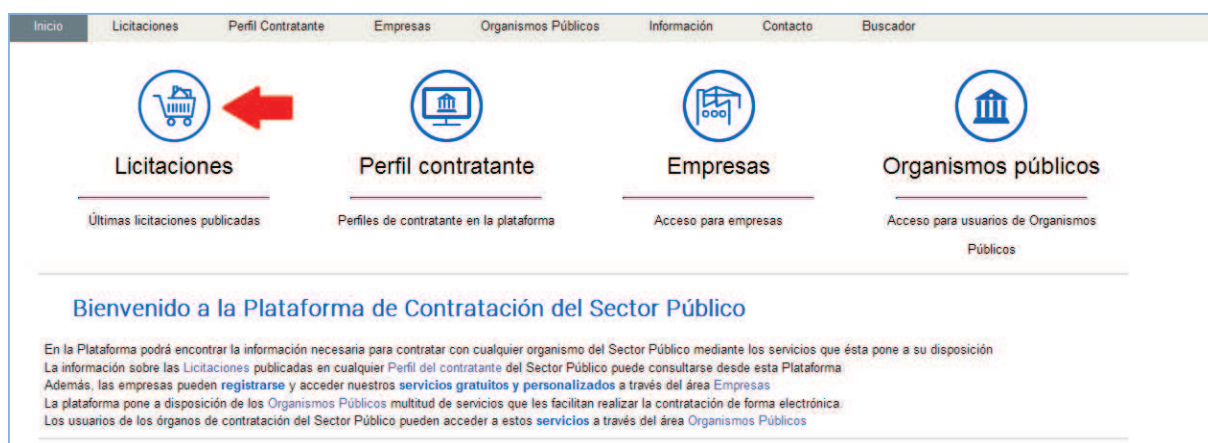 Inicio Licitaciones Perfil Contratante Empresas Organismos Públicos Información Contacto Buscador
Licitaciones Perfil contratante Empresas Organismos públicos
Últimas licitaciones publicadas Perfiles de contratante en la plataforma Acceso para empresas Acceso para usuarios de Organismos
Públicos
Bienvenido a la Plataforma de Contratación del Sector Público
En la Plataforma podrá encontrar la información necesaria para contratar con cualquier organismo del Sector Público mediante los servicios que ésta pone a su disposición
La información sobre las Licitaciones publicadas en cualquier Perfil del contratante del Sector Público puede consultarse desde esta Plataforma
Además, las empresas pueden registrarse y acceder nuestros servicios gratuitos y personalizados a través del área Empresas
La plataforma pone a disposición de los Organismos Públicos multitud de servicios que les facilitan realizar la contratación de forma electrónica.
Los usuarios de los órganos de contratación del Sector Público pueden acceder a estos servicios a través del área Organismos Públicos